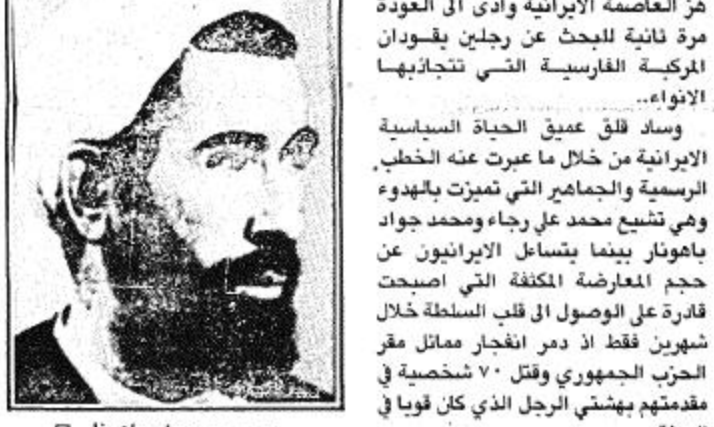 هز العاصمة الايرانية وادى الى العودة
مرة ثانية للبحث عن رجلين يقودان
المركبة الفارسية التي تتجاذبها
الانواء..
وساد قلق عميق الحياة السياسية
الايرانية من خلال ما عبرت عنه الخطب
الرسمية والجماهير التي تميزت بالهدوء
وهي تشيع محمد علي رجاء ومحمد جواد
باهونار بينما يتساءل الايرانيون عن
حجم المعارضة المكثفة التي اصبحت
قادرة على الوصول الى قلب السلطة خلال
شهرين فقط اذ دمر انفجار مماثل مقر
الحزب الجمهوري وقتل ٧٠ شخصية في
مقدمتهم بهشتي الرجل الذي كان قويا في